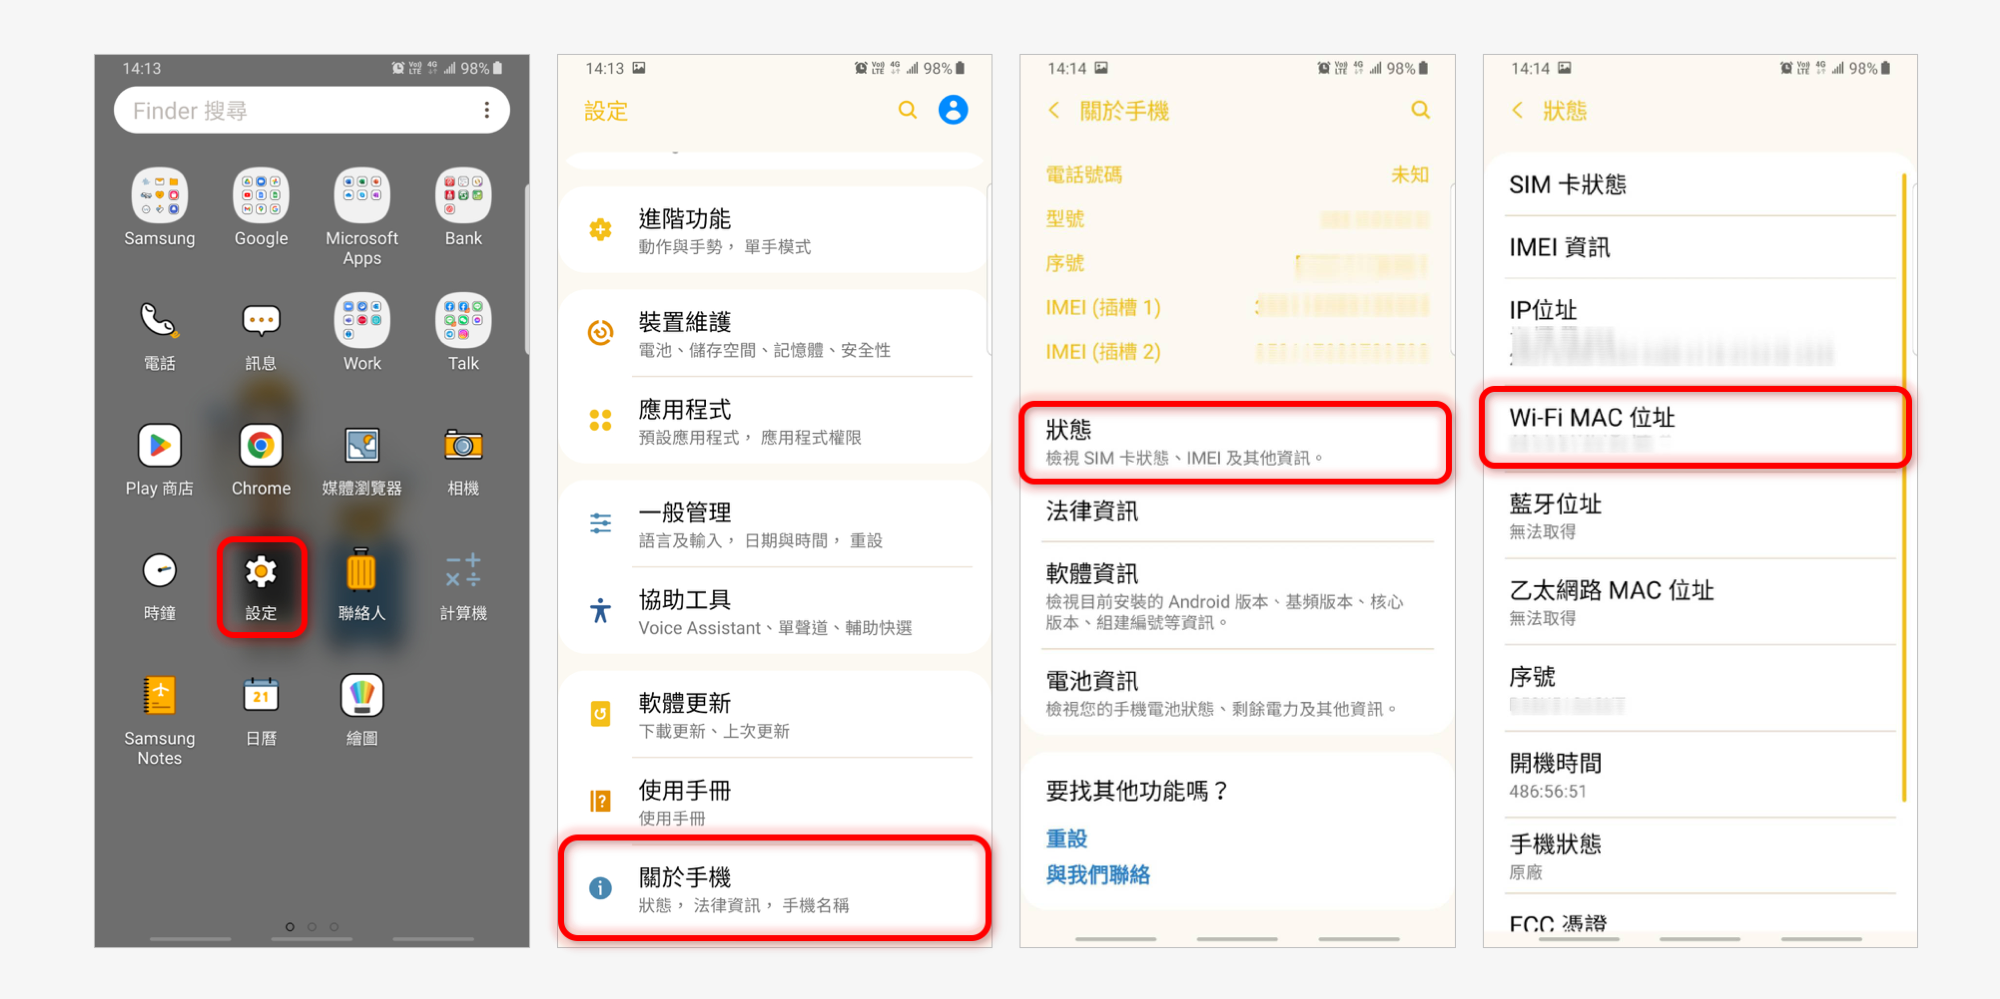 14:13
98%
Finder 搜尋
Samsung
Google
Microsoft
Apps
Bank
電話
訊息
Work
Talk
Play 商店
Chrome
媒體瀏覽器
相機
時鐘
設定
聯絡人
計算機
Samsung
Notes
21
日曆
繪圖
14:13
98%
設定
進階功能
動作與手勢， 單手模式
裝置維護
電池、儲存空間、記憶體、安全性
應用程式
預設應用程式， 應用程式權限
一般管理
語言及輸入， 日期與時間， 重設
協助工具
Voice Assistant、單聲道、輔助快選
軟體更新
下載更新、上次更新
使用手冊
使用手冊
關於手機
狀態， 法律資訊， 手機名稱
14:14
98%
關於手機
電話號碼 未知
型號
序號
IMEI (插槽 1)
IMEI (插槽 2)
狀態
檢視 SIM 卡狀態、IMEI 及其他資訊。
法律資訊
軟體資訊
檢視目前安裝的 Android 版本、基頻版本、核心
版本、組建編號等資訊。
電池資訊
檢視您的手機電池狀態、剩餘電力及其他資訊。
要找其他功能嗎？
重設
與我們聯絡
14:14
98%
狀態
SIM 卡狀態
IMEI 資訊
IP位址
Wi-Fi MAC 位址
藍牙位址
無法取得
乙太網路 MAC 位址
無法取得
序號
開機時間
486:56:51
手機狀態
原廠
FCC 憑證